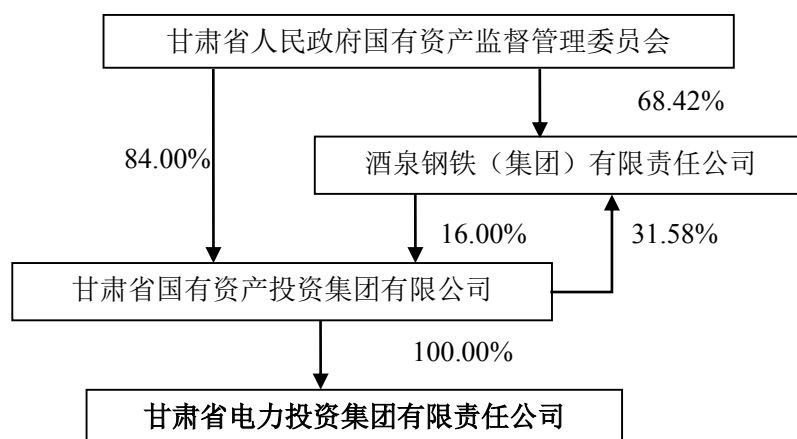 甘肃省人民政府国有资产监督管理委员会
68.42%
84.00%
酒泉钢铁（集团）有限责任公司
16.00%
31.58%
甘肃省国有资产投资集团有限公司
100.00%
甘肃省电力投资集团有限责任公司